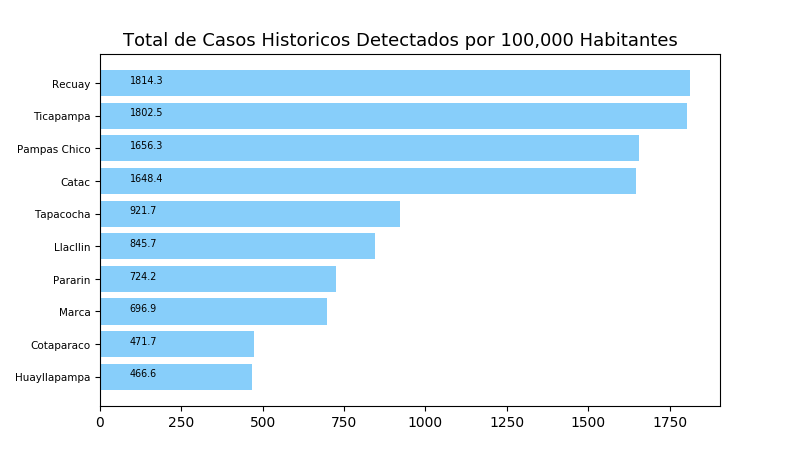 Total de Casos Historicos Detectados por 100,000 Habitantes
Recuay 1814.3
Ticapampa 1802.5
Pampas Chico 1656.3
Catac 1648.4
Tapacocha 921.7
Llacllin 845.7
Pararin 724.2
Marca 696.9
Cotaparaco 471.7
Huayllapampa 466.6
0 250 500 750 1000 1250 1500 1750